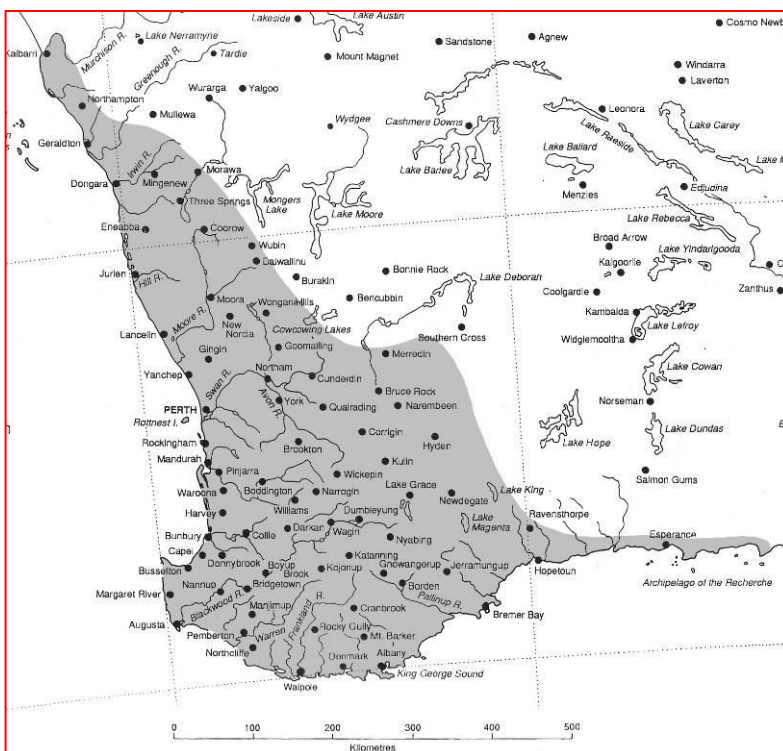 Lakeside
Lake Austin
Cosmo Newb
Kalbarri
Murchison R.
Lake Nerramyne
Greenough R.
Tardie
Mount Magnet
Sandstone
Agnew
Windarra
Laverton
Northampton
Wurarga
Yalgoo
Mullewa
Wydgee
Cashmere Downs
Leonora
Lake Carey
Geraldton
Lake Raeside
Irwin R.
Morawa
Lake Barlee
Lake Ballard
Dongara
Mingenew
Mongers
Lake
Menzies
Edjudina
Three Springs
Lake Moore
Lake Rebecca
Eneabba
Coorow
Wubin
Broad Arrow
Lake Yindarlgooda
Dalwallinu
Kalgoorlie
Jurien
Hill R.
Burakin
Bonnie Rock
Lake Deborah
Coolgardie
Zanthus
Moora
Wongan Hills
Bencubbin
Kambalda
Moore R.
New
Norcia
Cowcowing Lakes
Southern Cross
Lake Lefroy
Lancelin
Widgiemooltha
Gingin
Goomalling
Merredin
Lake Cowan
Yanchep
Northam
Cunderdin
Swan R.
Avon R.
Bruce Rock
Norseman
York
Quairading
Narembeen
PERTH
Rottnest I.
Corrigin
Lake Hope
Lake Dundas
Rockingham
Brookton
Hyden
Mandurah
Pinjarra
Kulin
Wickepin
Salmon Gums
Waroona
Boddington
Narrogin
Lake Grace
Newdegate
Lake King
Harvey
Williams
Dumbleyung
Lake
Magenta
Ravensthorpe
Bunbury
Collie
Darkan
Wagin
Nyabing
Esperance
Capel
Donnybrook
Boyup
Brook
Katanning
Busselton
Kojonup
Gnowangerup
Jerramungup
Hopetoun
Nannup
Bridgetown
Borden
Archipelago of the Recherche
Margaret River
Blackwood R.
Manjimup
Frankland
R.
Cranbrook
Pallinup R.
Bremer Bay
Augusta
Pemberton
Warren
Rocky Gully
Mt. Barker
Northcliffe
Denmark
Albany
King George Sound
Walpole
0 100 200 300 400 500
Kilometres